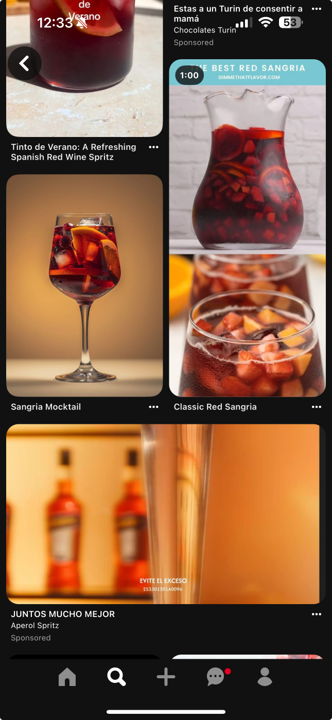 de
Verano
12:33
53
Tinto de Verano: A Refreshing
Spanish Red Wine Spritz
Sangria Mocktail
Estas a un Turin de consentir a
mamá
Chocolates Turin
Sponsored
1:00
THE BEST RED SANGRIA
@GIMMETHATFLAVOR.COM
Classic Red Sangria
EVITE EL EXCESO
JUNTOS MUCHO MEJOR
Aperol Spritz
Sponsored